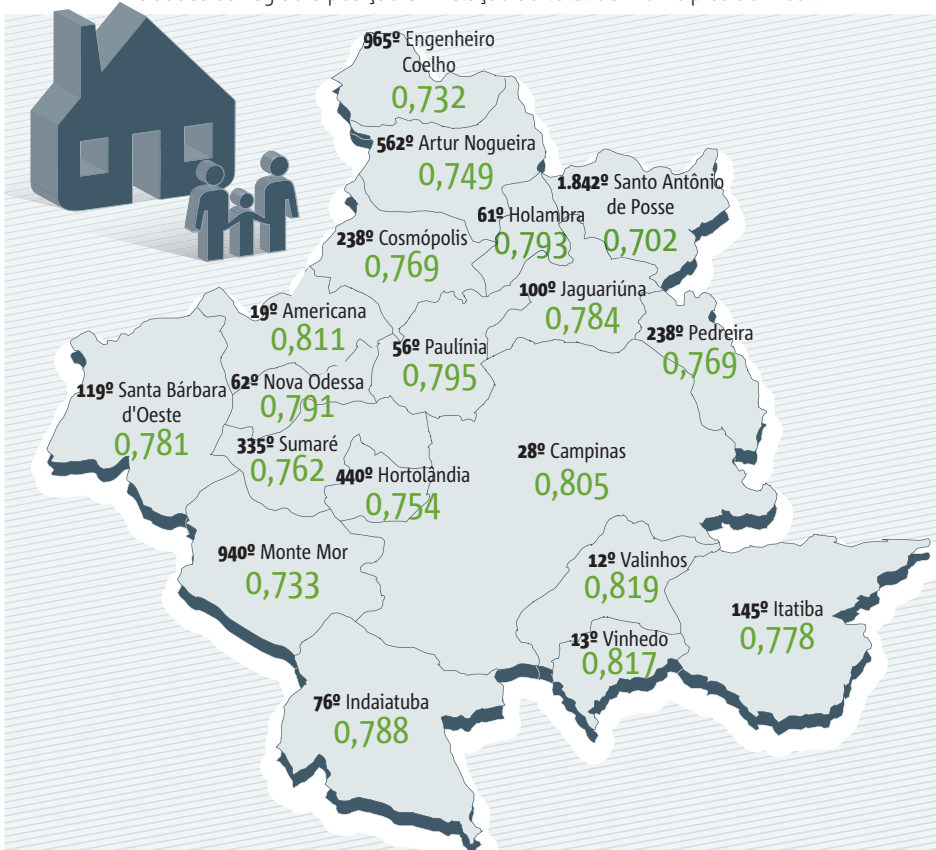 965º Engenheiro
Coelho
0,732
562º Artur Nogueira
0,749
1.842º Santo Antônio
de Posse
0,702
61º Holambra
0,793
238º Cosmópolis
0,769
100º Jaguariúna
0,784
19º Americana
0,811
56º Paulínia
0,795
238º Pedreira
0,769
119º Santa Bárbara
d'Oeste
0,781
62º Nova Odessa
0,791
335º Sumaré
0,762
440º Hortolândia
0,754
28º Campinas
0,805
940º Monte Mor
0,733
12º Valinhos
0,819
145º Itatiba
0,778
13º Vinhedo
0,817
76º Indaiatuba
0,788